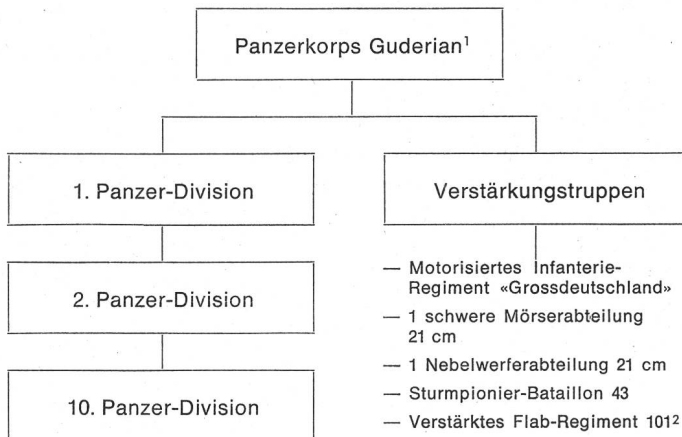 Panzerkorps Guderian¹
1. Panzer-Division
2. Panzer-Division
10. Panzer-Division
Verstärkungstruppen
— Motorisiertes Infanterie-
Regiment «Grossdeutschland»
— 1 schwere Mörserabteilung
21 cm
— 1 Nebelwerferabteilung 21 cm
— Sturmpionier-Bataillon 43
— Verstärktes Flab-Regiment 101²